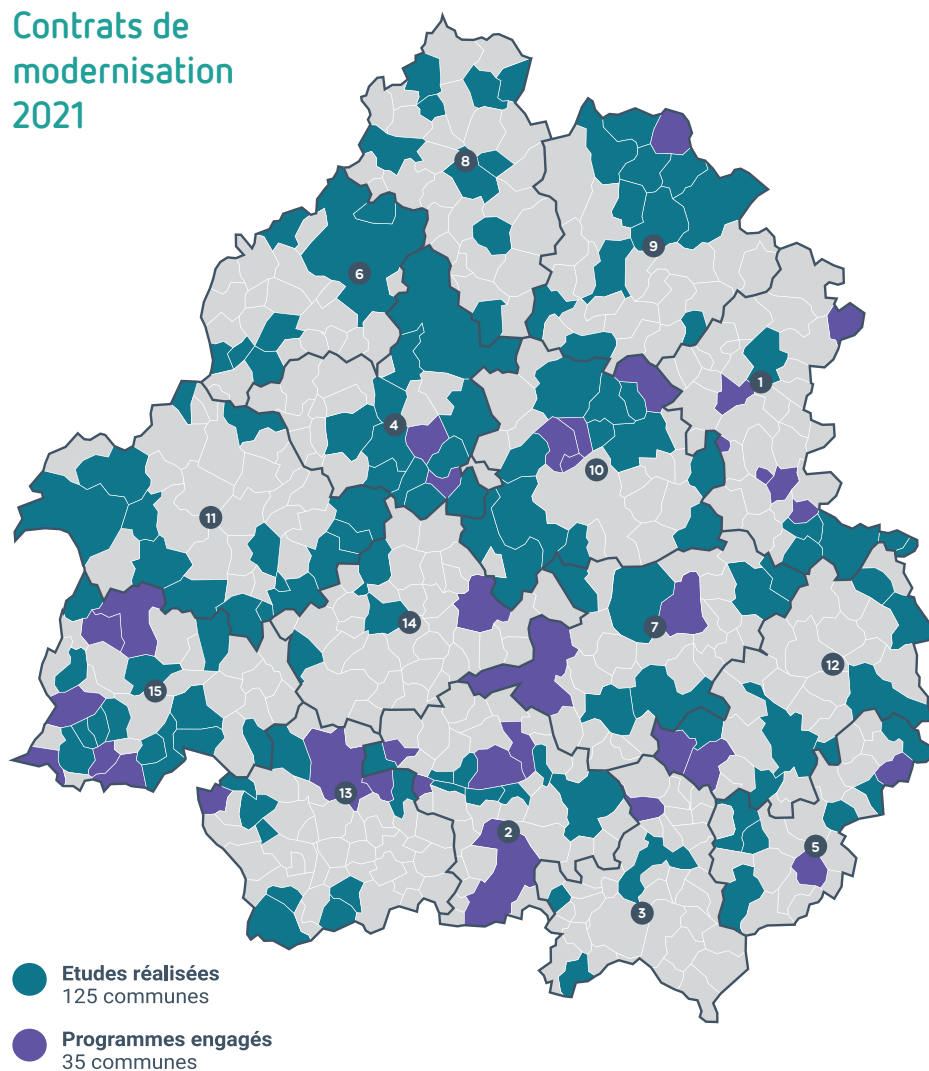 Contrats de
modernisation
2021
8
9
6
1
4
10
11
7
14
12
15
13
2
5
3
Etudes réalisées
125 communes
Programmes engagés
35 communes